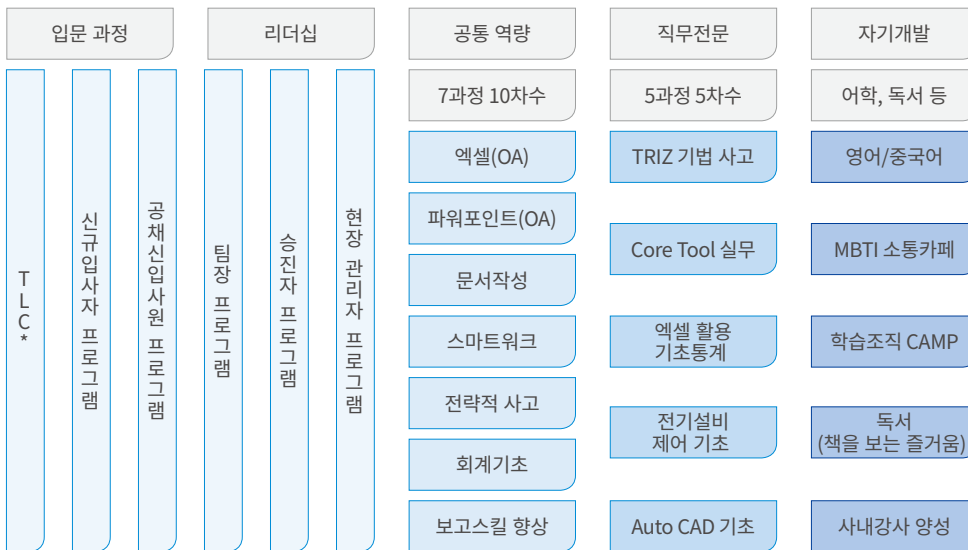 입문 과정
리더십
공통 역량
직무전문
자기개발
TLC*
신규입사자 프로그램
공채신입사원 프로그램
팀장 프로그램
승진자 프로그램
현장 관리자 프로그램
7과정 10차수
5과정 5차수
어학, 독서 등
엑셀(OA)
파워포인트(OA)
문서작성
스마트워크
전략적 사고
회계기초
보고스킬 향상
TRIZ 기법 사고
Core Tool 실무
엑셀 활용
기초통계
전기설비
제어 기초
Auto CAD 기초
영어/중국어
MBTI 소통카페
학습조직 CAMP
독서
(책을 보는 즐거움)
사내강사 양성